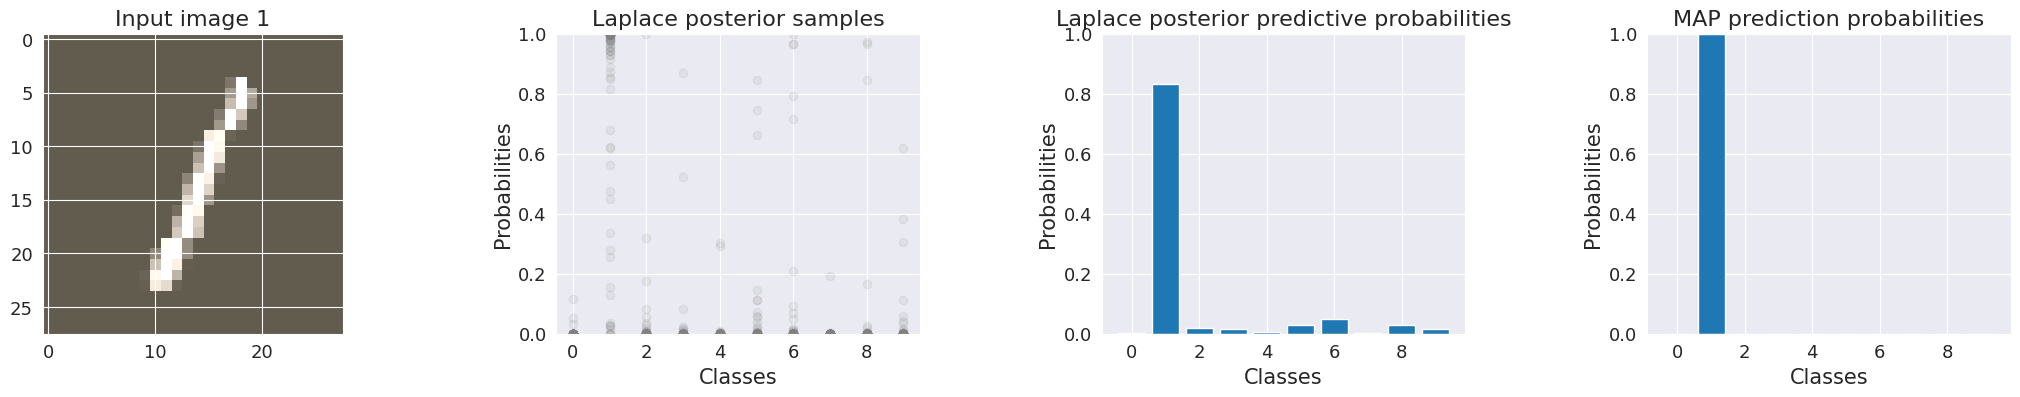 Input image 1
0
5
10
15
20
25
0 10 20
Laplace posterior samples
Probabilities
1.0
0.8
0.6
0.4
0.2
0.0
0 2 4 6 8
Classes
Laplace posterior predictive probabilities
Probabilities
1.0
0.8
0.6
0.4
0.2
0.0
0 2 4 6 8
Classes
MAP prediction probabilities
Probabilities
1.0
0.8
0.6
0.4
0.2
0.0
0 2 4 6 8
Classes